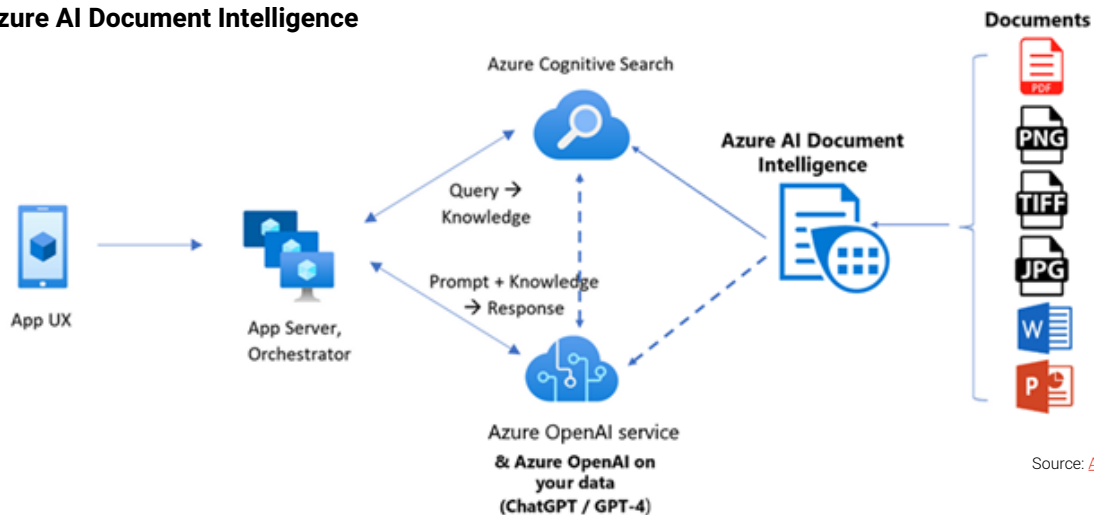 zure AI Document Intelligence
Documents
Azure Cognitive Search
PDF
PNG
Azure AI Document
Intelligence
Query →
Knowledge
TIFF
JPG
Prompt + Knowledge
→ Response
App UX
App Server,
Orchestrator
W
P
Azure OpenAI service
& Azure OpenAI on
your data
(ChatGPT / GPT-4)
Source: A